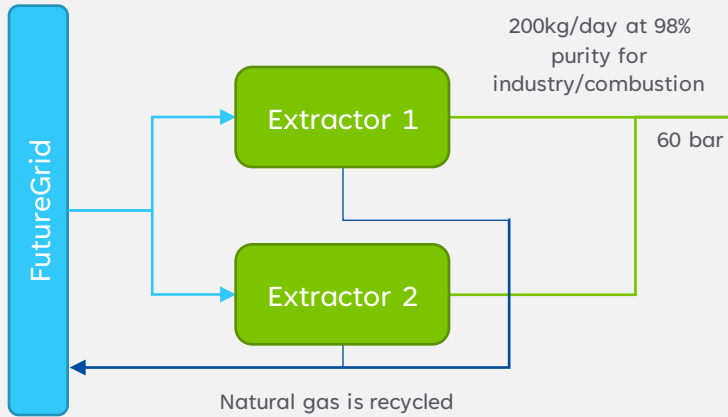 200kg/day at 98%
purity for
industry/combustion
Extractor 1
60 bar
FutureGrid
Extractor 2
Natural gas is recycled